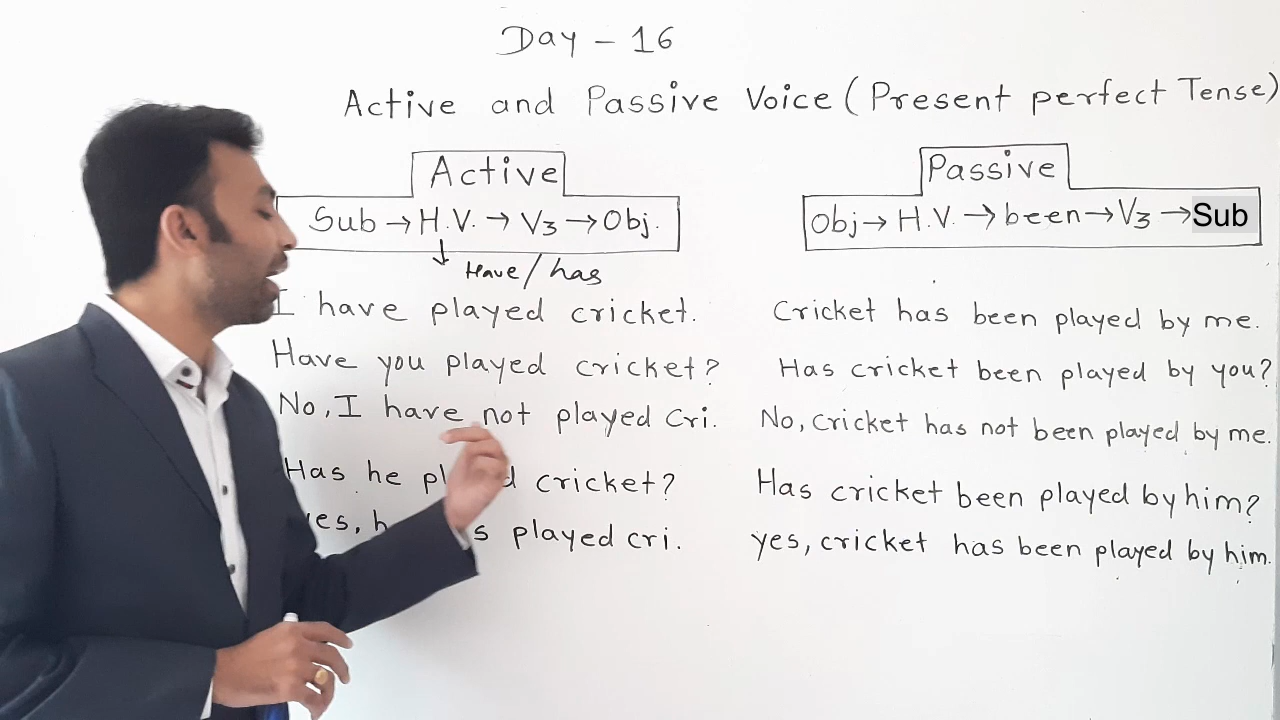 Day - 16
Active and Passive Voice (Present perfect Tense)
Active
Sub → H.V. → V3 → Obj.
Have/has
I have played cricket.
Have you played cricket?
No, I have not played cri.
Has he cricket?
yes, played cri.
Passive
Obj → H.V. → been → V3 → Sub
Cricket has been played by me.
Has cricket been played by you?
No, cricket has not been played by me.
Has cricket been played by him?
yes, cricket has been played by him.